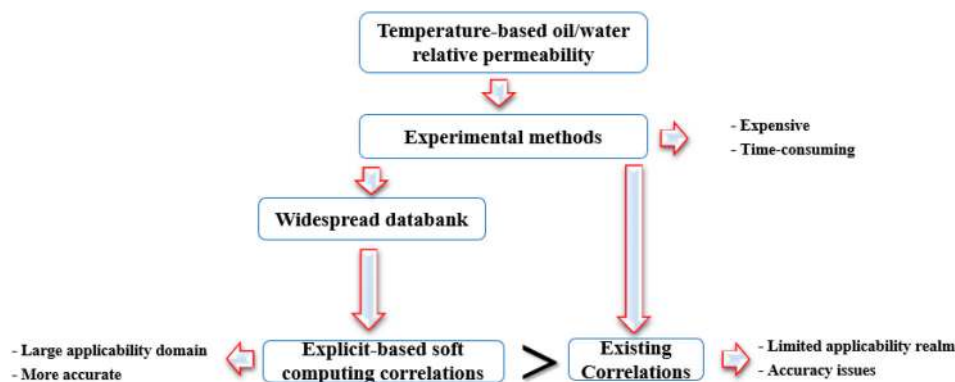 Temperature-based oil/water
relative permeability
Experimental methods
- Expensive
- Time-consuming
Widespread databank
- Large applicability domain
- More accurate
Explicit-based soft
computing correlations
>
Existing
Correlations
- Limited applicability realm
- Accuracy issues